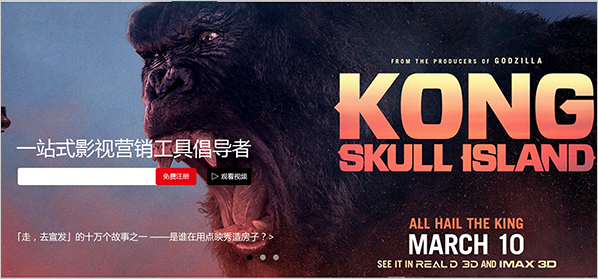 FROM THE PRODUCERS OF GODZILLA
KONG
SKULL ISLAND
一站式影视营销工具倡导者
免费注册
▷ 观看视频
ALL HAIL THE KING
MARCH 10
SEE IT IN REAL D 3D AND IMAX 3D
「走，去宣发」的十万个故事之一 ——是谁在用点映秀造房子？>